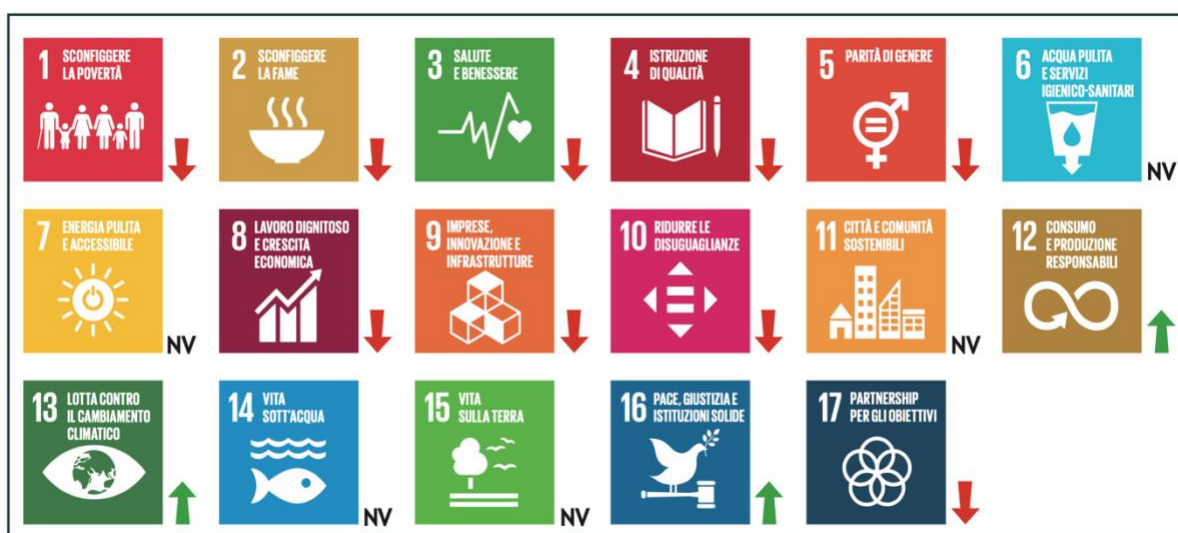 1 SCONFIGGERE
LA POVERTÀ
2 SCONFIGGERE
LA FAME
3 SALUTE
E BENESSERE
4 ISTRUZIONE
DI QUALITÀ
5 PARITÀ DI GENERE
6 ACQUA PULITA
E SERVIZI
IGIENICO-SANITARI
NV
7 ENERGIA PULITA
E ACCESSIBILE
NV
8 LAVORO DIGNITOSO
E CRESCITA
ECONOMICA
9 IMPRESE,
INNOVAZIONE E
INFRASTRUTTURE
10 RIDURRE LE
DISUGUAGLIANZE
11 CITTÀ E COMUNITÀ
SOSTENIBILI
NV
12 CONSUMO
E PRODUZIONE
RESPONSABILI
13 LOTTA CONTRO
IL CAMBIAMENTO
CLIMATICO
14 VITA
SOTT'ACQUA
NV
15 VITA
SULLA TERRA
NV
16 PACE, GIUSTIZIA E
ISTITUZIONI SOLIDE
17 PARTNERSHIP
PER GLI OBIETTIVI